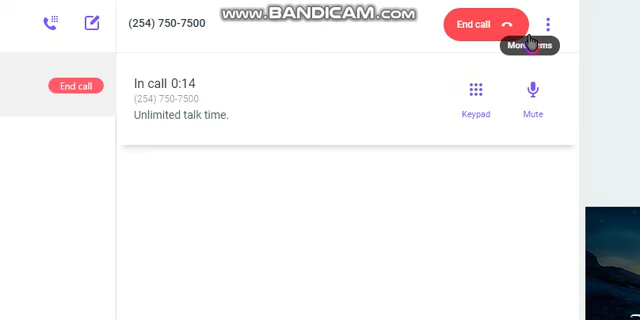 www.BANDICAM.com
(254) 750-7500
End call
More
End call
In call 0:14
(254) 750-7500
Unlimited talk time.
Keypad
Mute